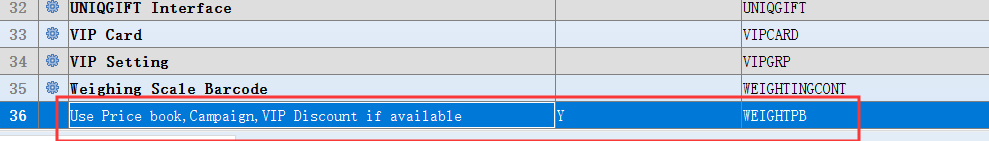 32 UNIQGIFT Interface UNIQGIFT
33 VIP Card VIPCARD
34 VIP Setting VIPGRP
35 Weighing Scale Barcode WEIGHTINGCONT
36 Use Price book,Campaign,VIP Discount if available Y WEIGHTPB